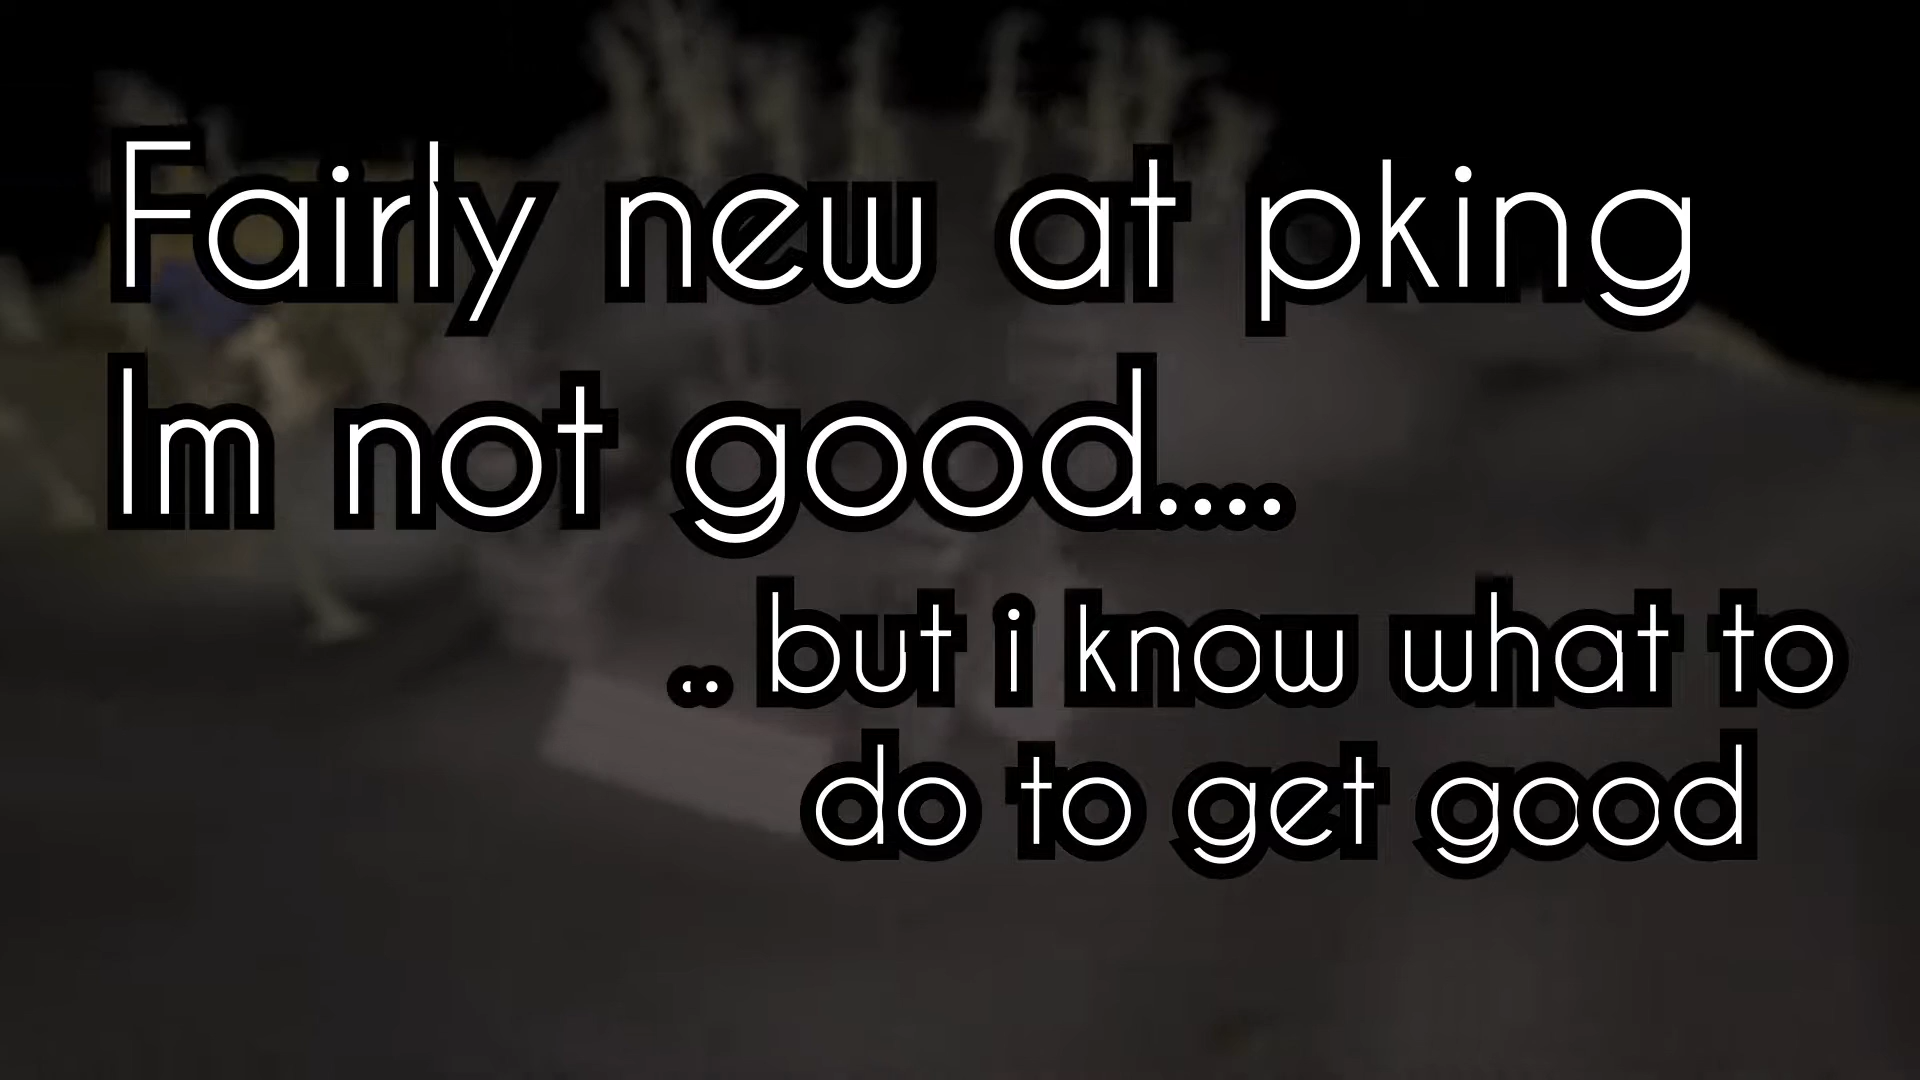 Fairly new at pking
Im not good....
.. but i know what to
do to get good